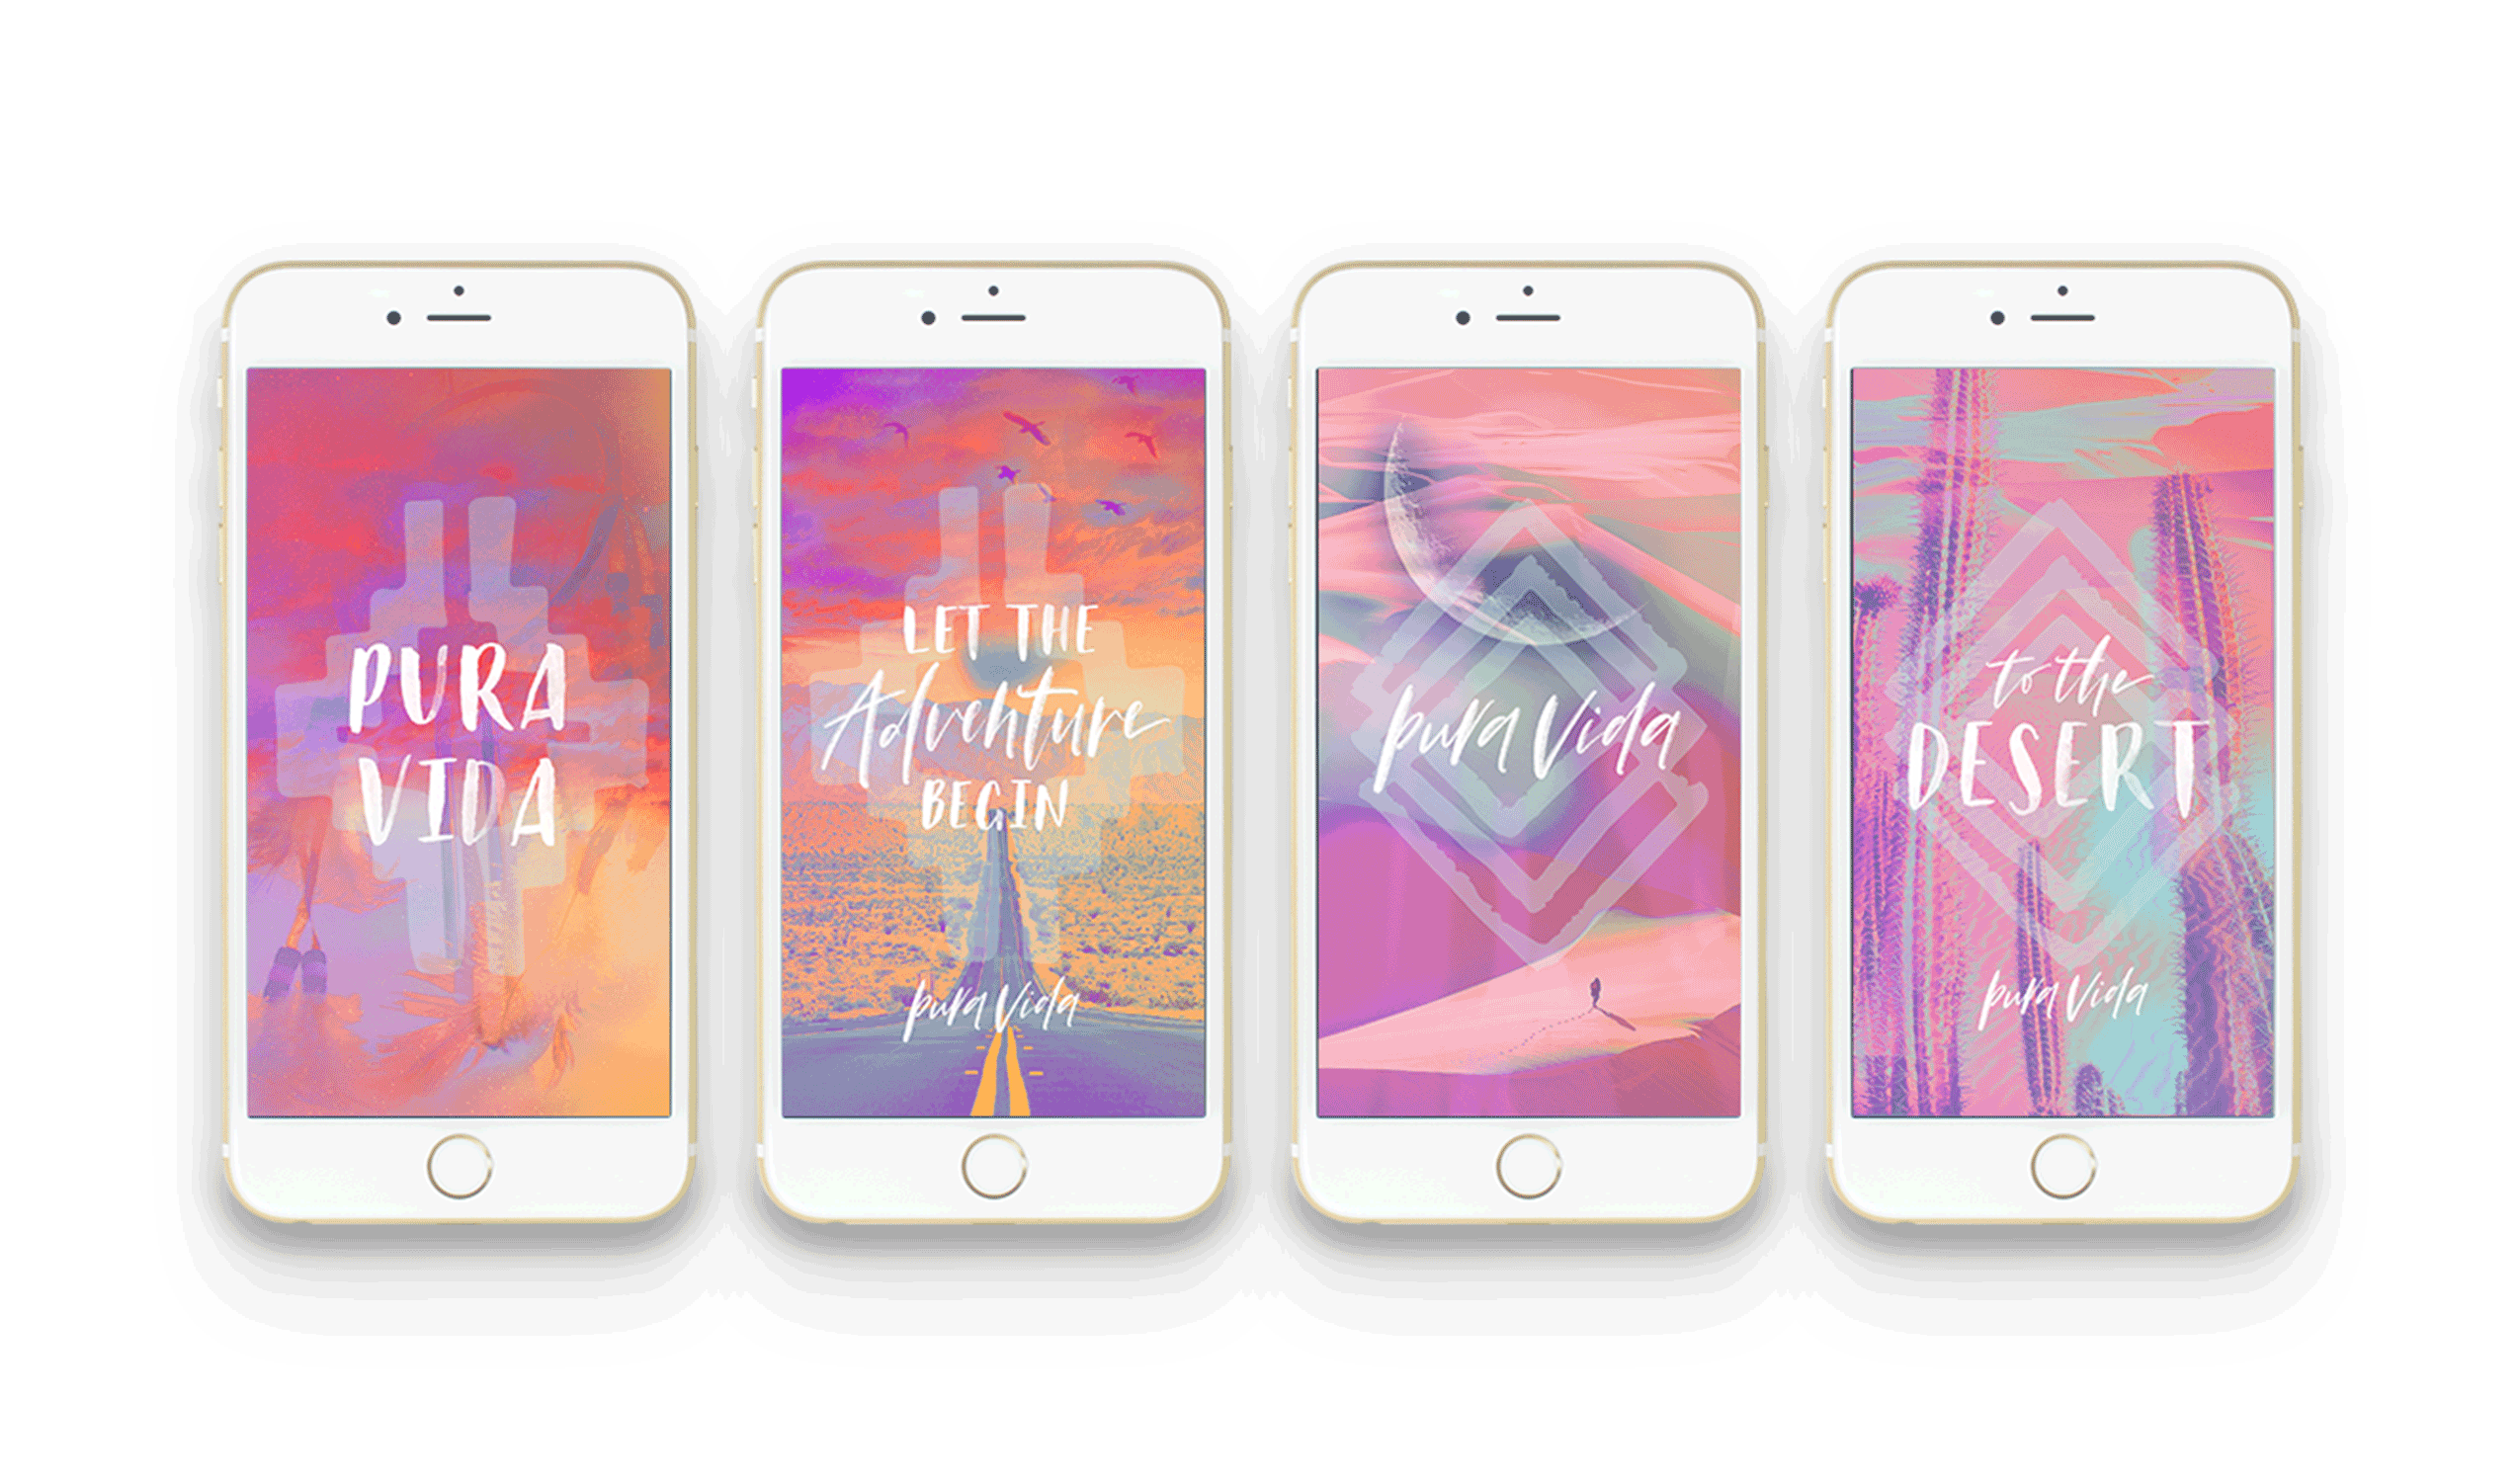 PURA
VIDA
LET THE
Adventure
BEGIN
pura Vida
pura Vida
to the
DESERT
pura Vida